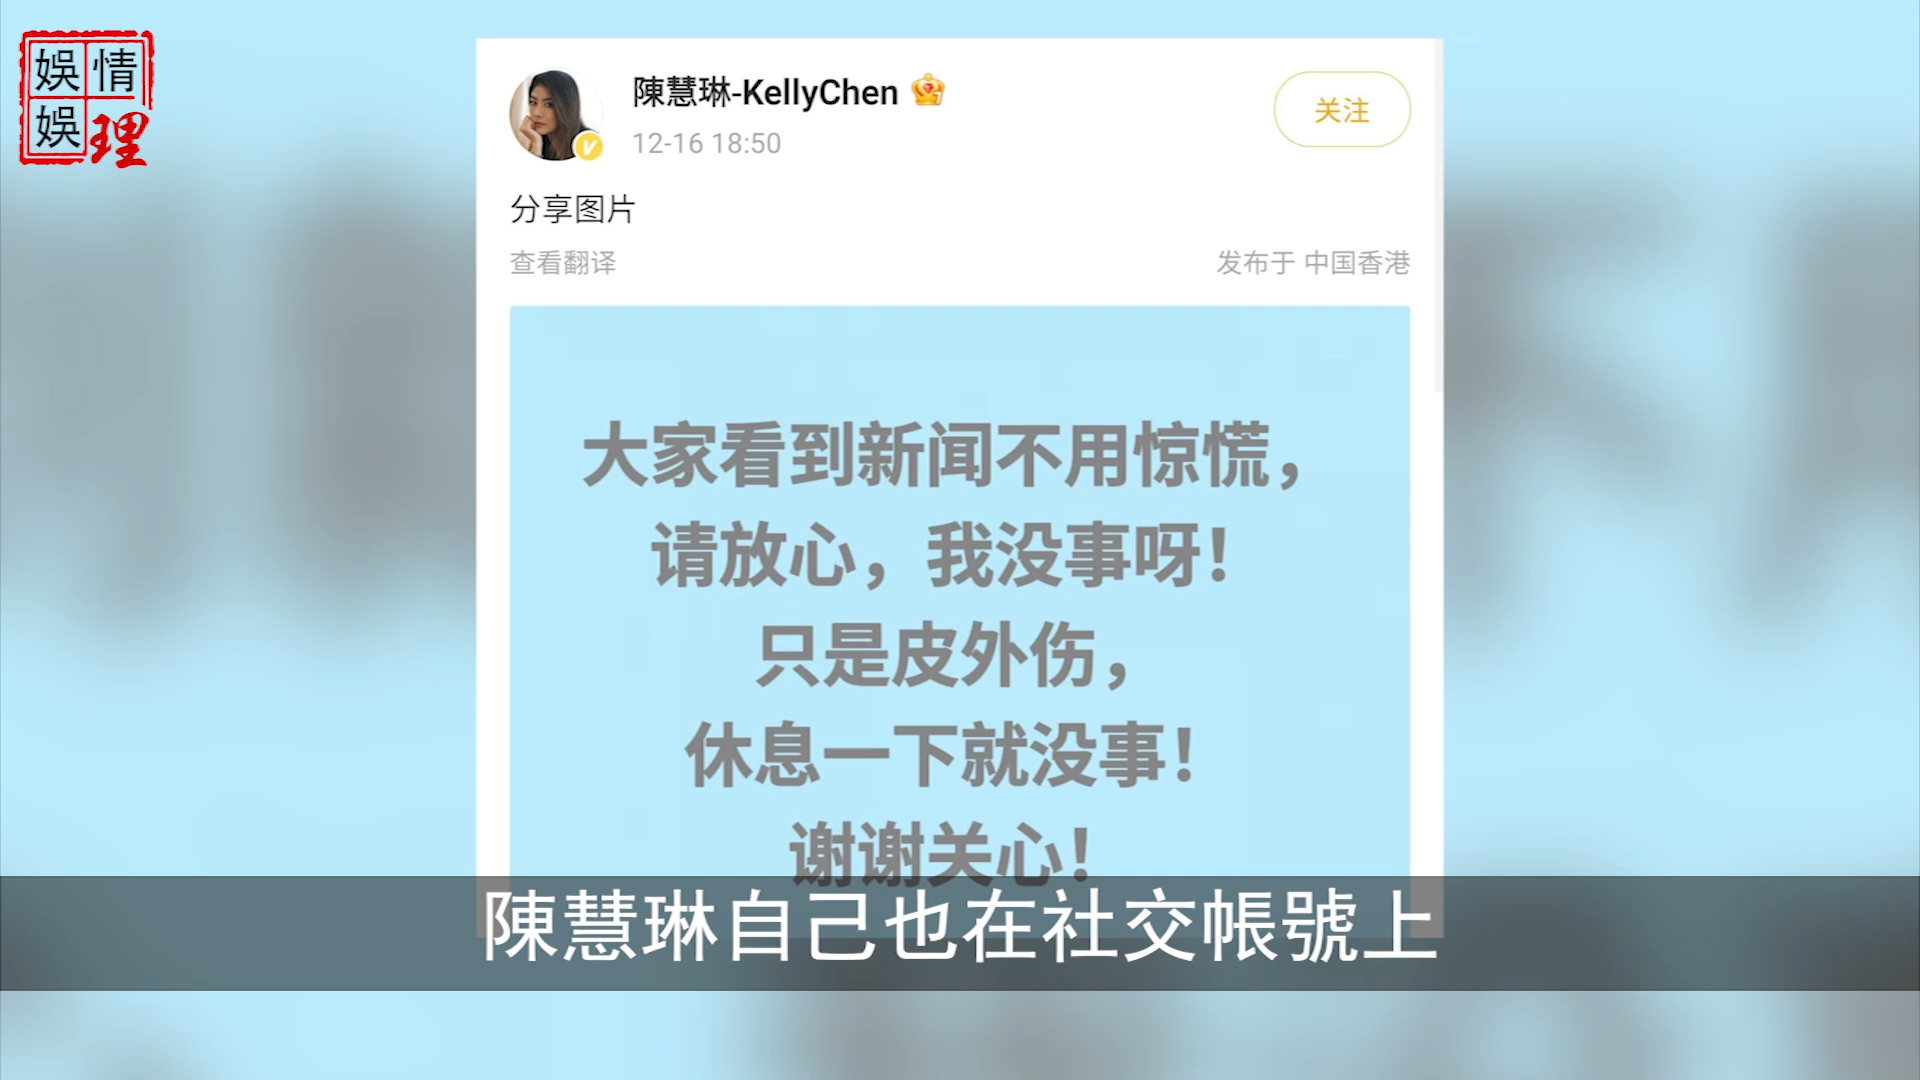 娛情
娛理
陳慧琳-KellyChen
12-16 18:50
关注
分享图片
查看翻译
发布于 中国香港
大家看到新闻不用惊慌，
请放心，我没事呀！
只是皮外伤，
休息一下就没事！
谢谢关心！
陳慧琳自己也在社交帳號上